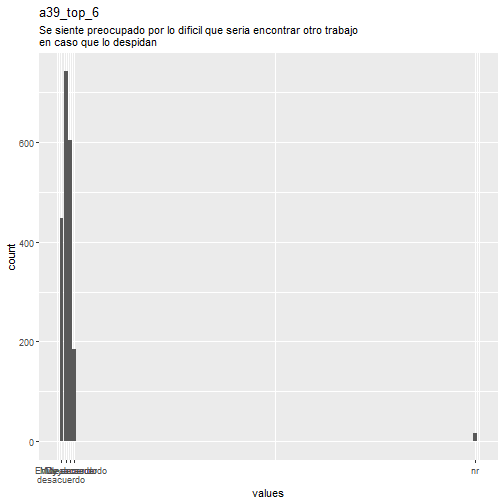 a39_top_6
Se siente preocupado por lo dificil que seria encontrar otro trabajo
en caso que lo despidan
600
400
200
0
count
desacuerdo
nr
values